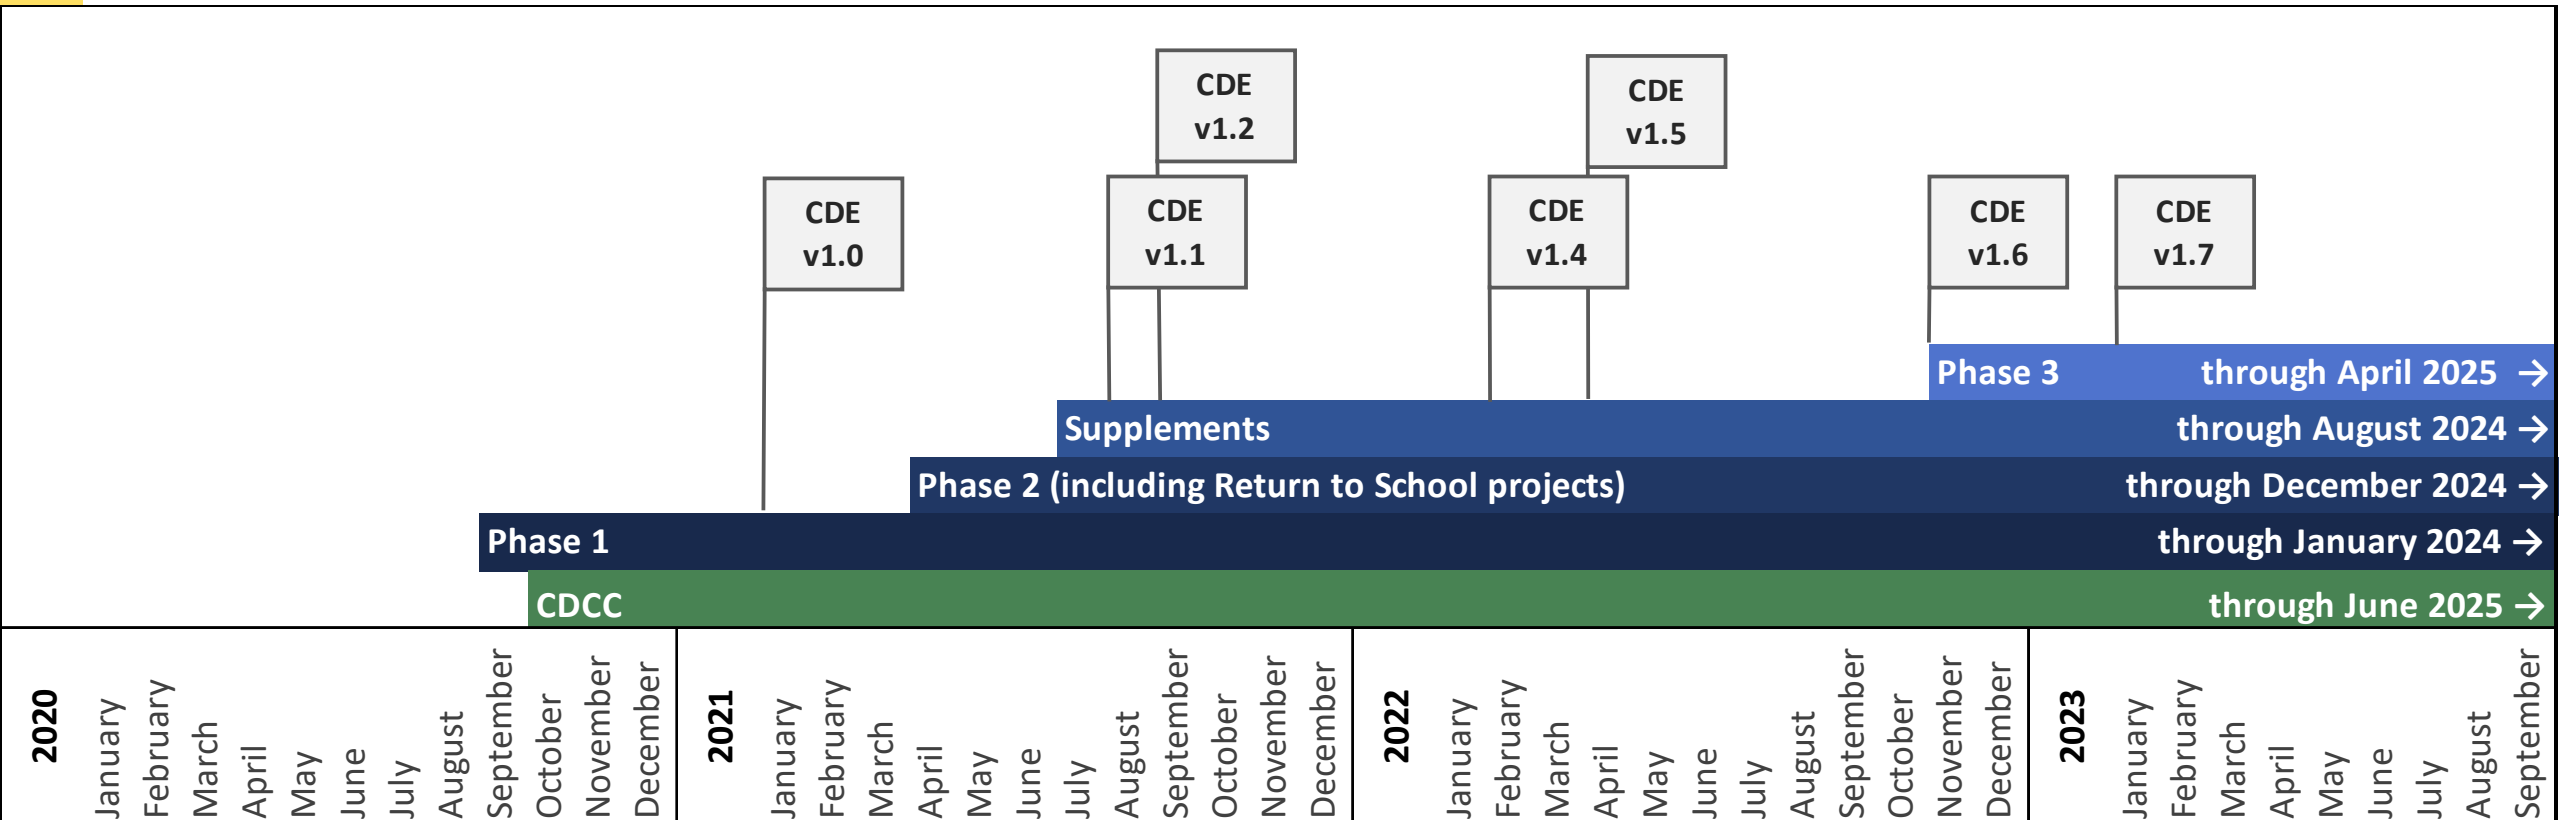 CDE
v1.2
CDE
v1.5
CDE
v1.0
CDE
v1.1
CDE
v1.4
CDE
v1.6
CDE
v1.7
Phase 3 through April 2025 →
Supplements through August 2024 →
Phase 2 (including Return to School projects) through December 2024 →
Phase 1 through January 2024 →
CDCC through June 2025 →
2020
January
February
March
April
May
June
July
August
September
October
November
December
2021
January
February
March
April
May
June
July
August
September
October
November
December
2022
January
February
March
April
May
June
July
August
September
October
November
December
2023
January
February
March
April
May
June
July
August
September